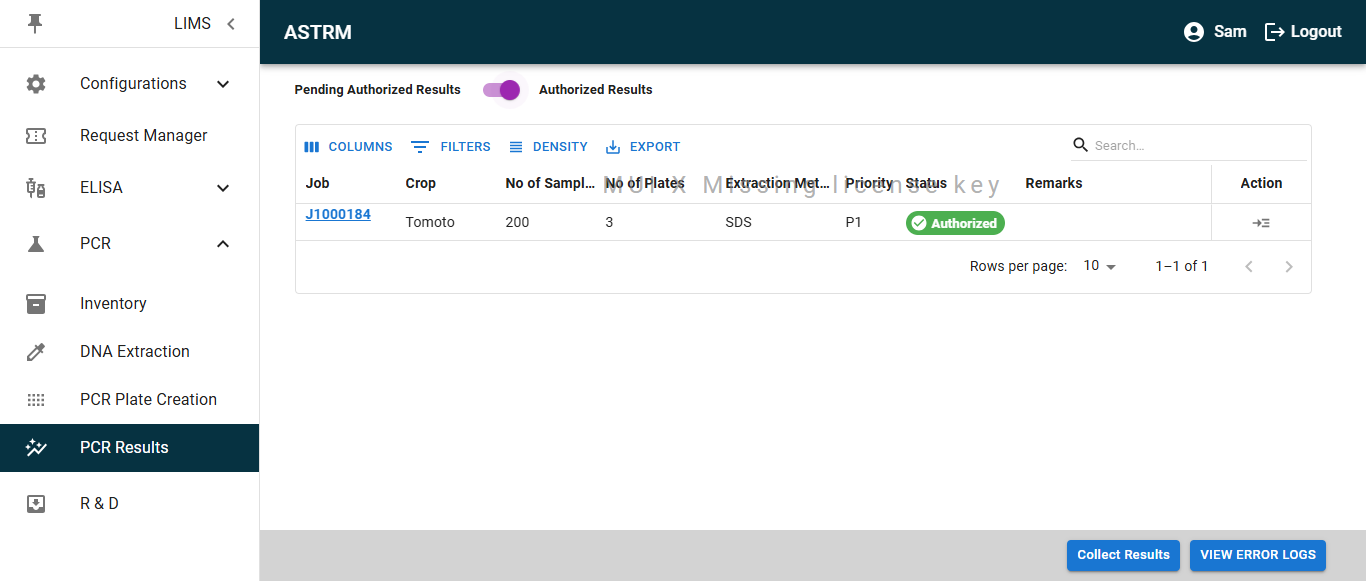 LIMS
ASTRM
Sam
Logout
Configurations
Request Manager
ELISA
PCR
Inventory
DNA Extraction
PCR Plate Creation
PCR Results
R & D
Pending Authorized Results
Authorized Results
COLUMNS FILTERS DENSITY EXPORT
Search...
MUI X Missing license key
Job Crop No of Sampl... No of Plates Extraction Met... Priority Status Remarks Action
J1000184 Tomoto 200 3 SDS P1 Authorized
Rows per page: 10 1–1 of 1
Collect Results VIEW ERROR LOGS